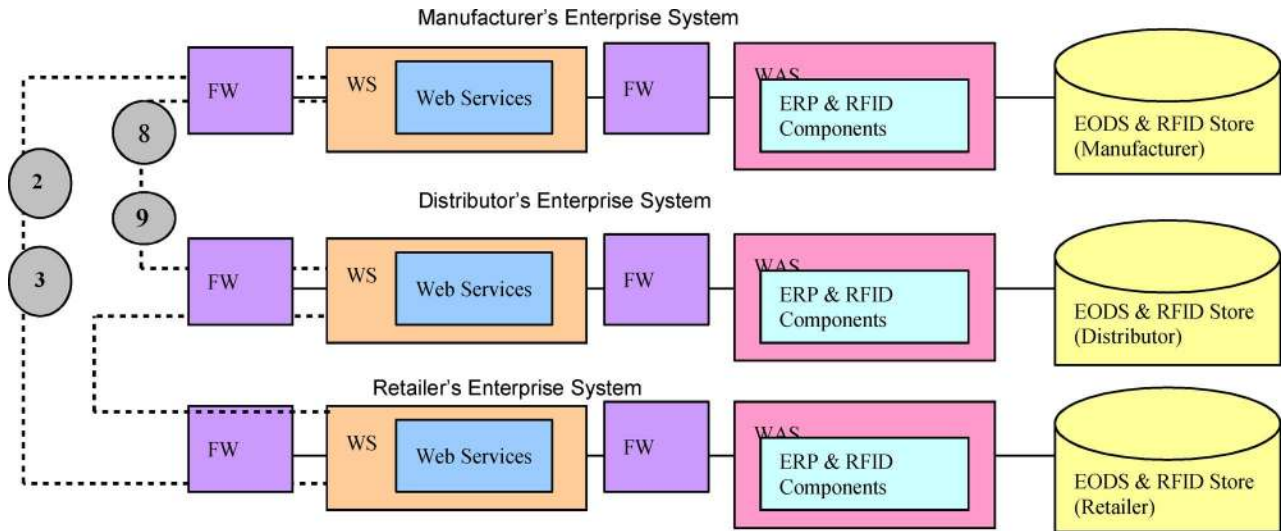 Manufacturer's Enterprise System
FW
WS
Web Services
FW
WAS
ERP & RFID
Components
EODS & RFID Store
(Manufacturer)
8
2
9
3
Distributor's Enterprise System
FW
WS
Web Services
FW
WAS
ERP & RFID
Components
EODS & RFID Store
(Distributor)
Retailer's Enterprise System
FW
WS
Web Services
FW
WAS
ERP & RFID
Components
EODS & RFID Store
(Retailer)